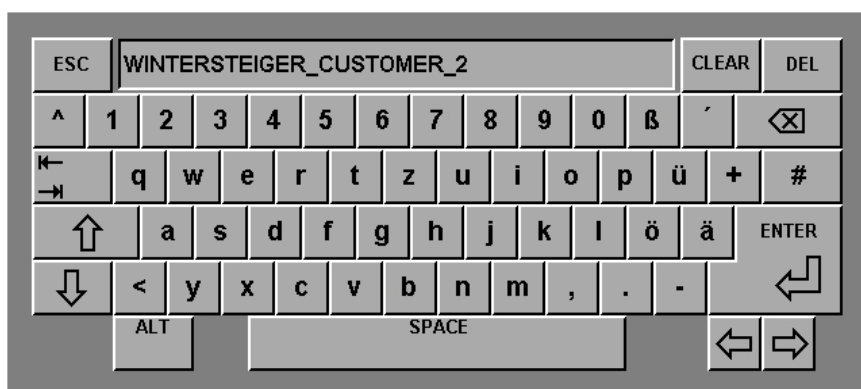 ESC WINTERSTEIGER_CUSTOMER_2 CLEAR DEL
^ 1 2 3 4 5 6 7 8 9 0 ß ´
q w e r t z u i o p ü + #
a s d f g h j k l ö ä ENTER
< y x c v b n m , . -
ALT SPACE